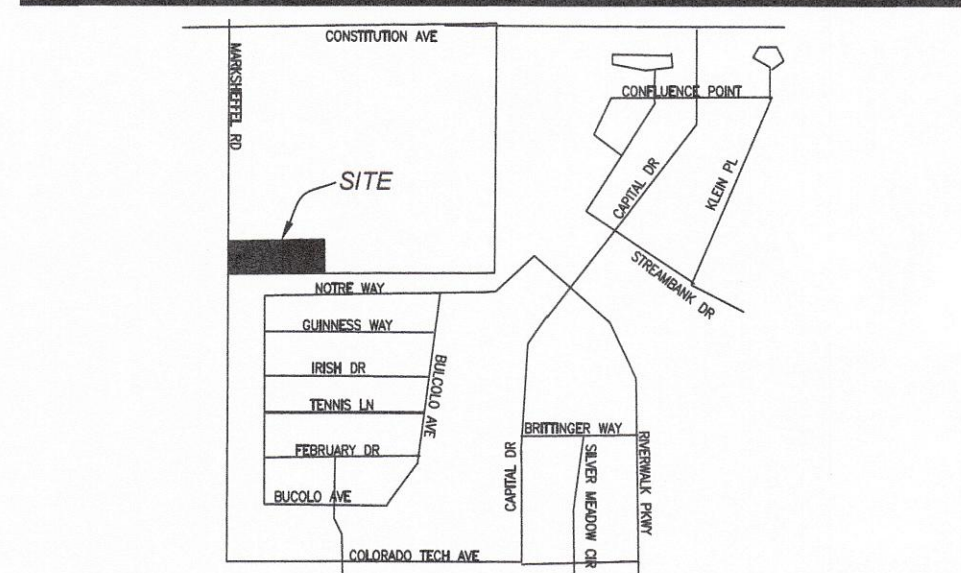 CONSTITUTION AVE
MARKSHEFFEL RD
CONFLUENCE POINT
SITE
CAPITAL DR
KLEIN PL
STREAMBANK DR
NOTRE WAY
GUINNESS WAY
IRISH DR
BULCOLO AVE
TENNIS LN
BRITTINGER WAY
FEBRUARY DR
CAPITAL DR
SILVER MEADOW CIR
RIVERWALK PKWY
BUCOLO AVE
COLORADO TECH AVE